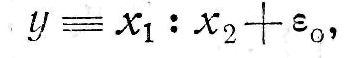 y ≡ x₁ : x₂ + ε₀,